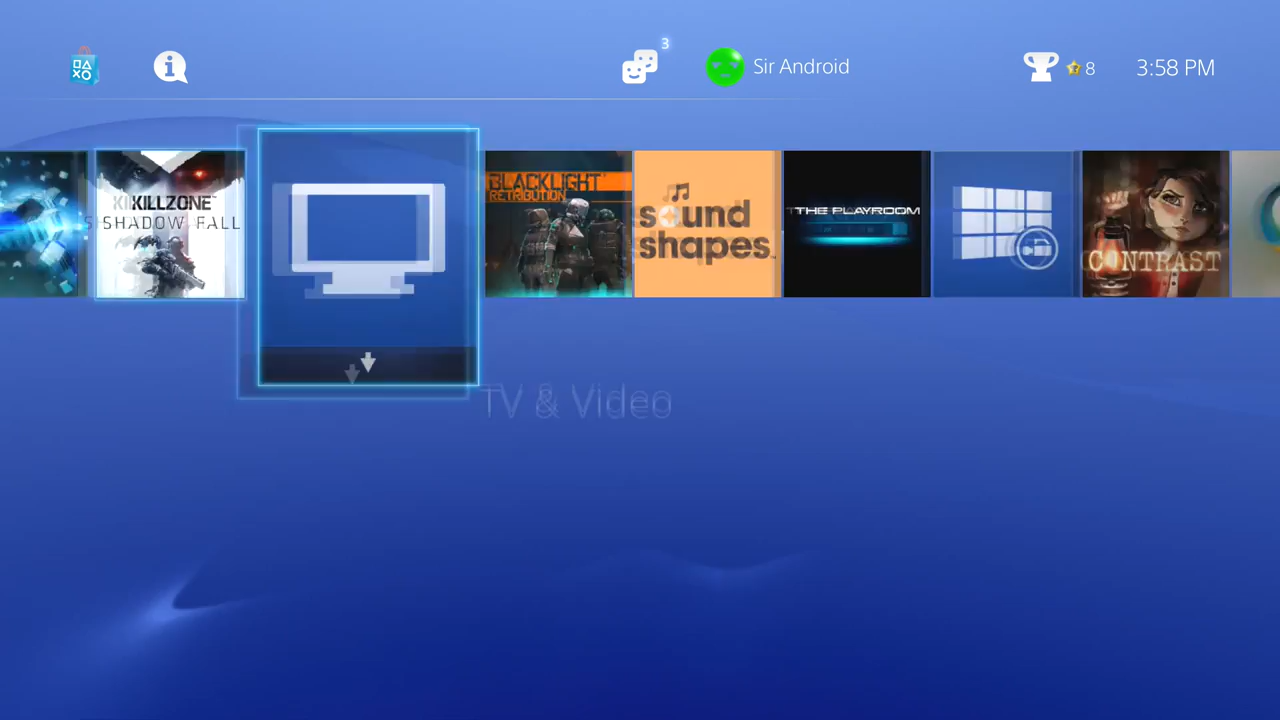 3
Sir Android
8
3:58 PM
KILLZONE
SHADOW FALL
BLACKLIGHT
RETRIBUTION
sound
shapes
THE PLAYROOM
CONTRAST
TV & Video